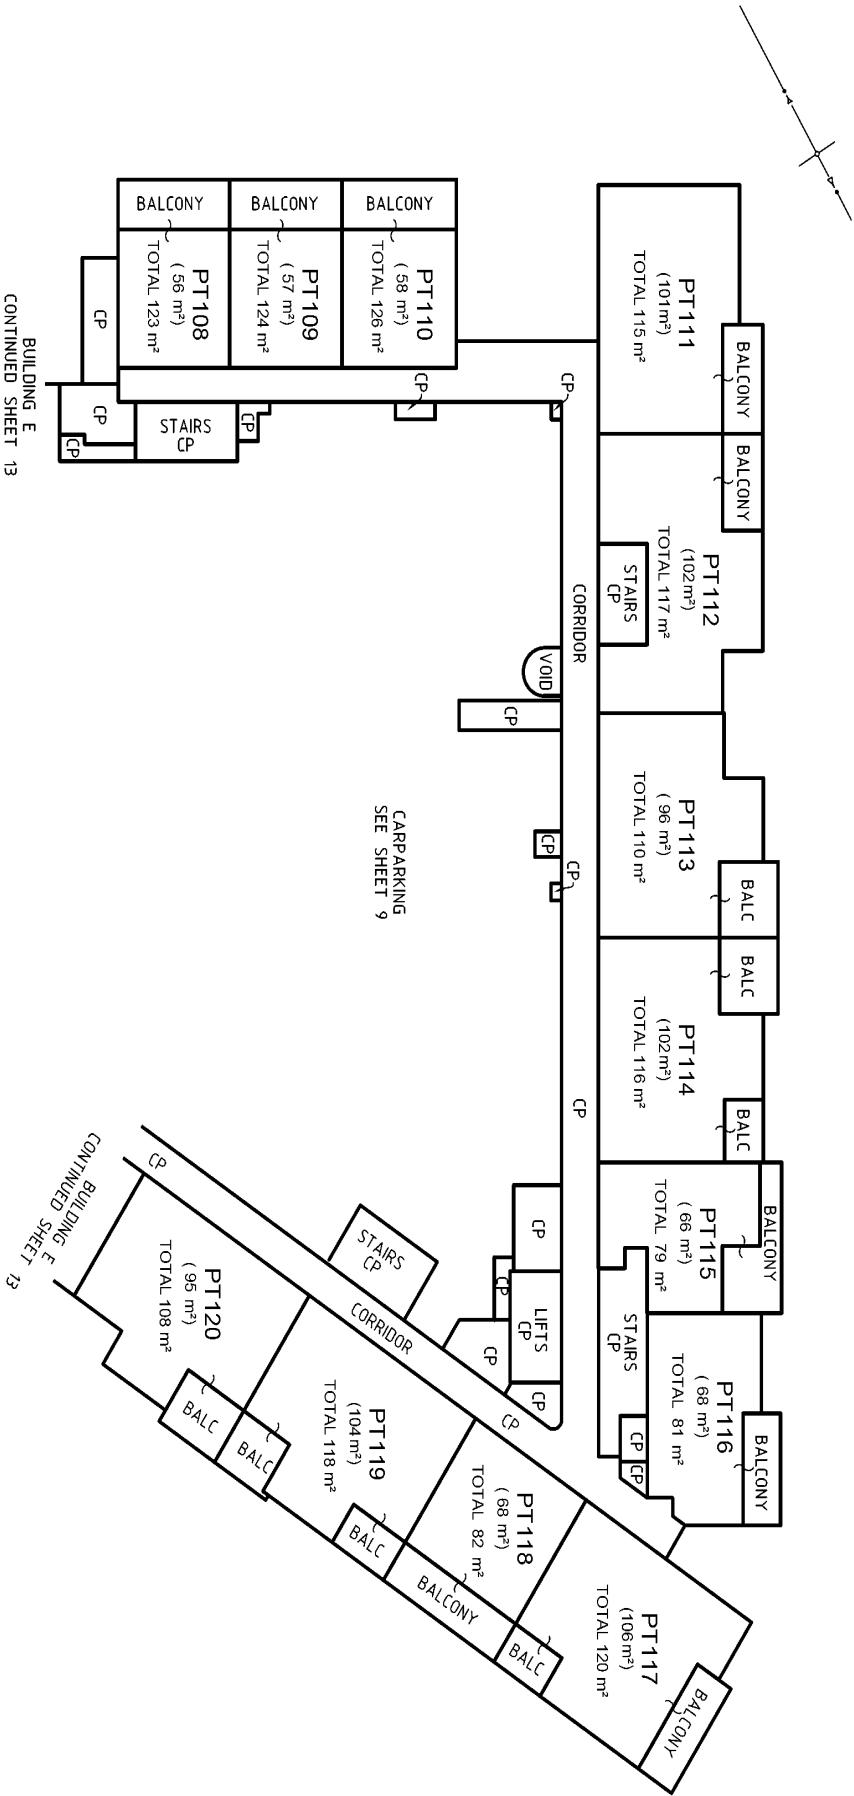 BALCONY
PT108
( 56 m²)
TOTAL 123 m²
BALCONY
PT109
( 57 m²)
TOTAL 124 m²
BALCONY
PT110
( 58 m²)
TOTAL 126 m²
PT111
(101m²)
TOTAL 115 m²
BALCONY
BALCONY
PT112
(102m²)
TOTAL 117 m²
STAIRS
CP
CP
CP
CP
CP
STAIRS
CP
CP
CP
CP
BUILDING E
CONTINUED SHEET 13
CORRIDOR
VOID
CP
PT113
( 96 m²)
TOTAL 110 m²
BALC
CP
CP
CARPARKING
SEE SHEET 9
BALC
PT114
(102m²)
TOTAL 116 m²
BALC
CP
PT115
( 66 m²)
TOTAL 79 m²
BALCONY
STAIRS
CP
PT116
( 68 m²)
TOTAL 81 m²
BALCONY
CP
CP
CP
CP
LIFTS
CP
CP
CP
CP
STAIRS
CP
CORRIDOR
CP
BUILDING E
CONTINUED SHEET 13
PT120
( 95 m²)
TOTAL 108 m²
BALC
BALC
PT119
(104m²)
TOTAL 118 m²
BALC
PT118
( 68 m²)
TOTAL 82 m²
BALCONY
PT117
(106m²)
TOTAL 120 m²
BALC
BALCONY